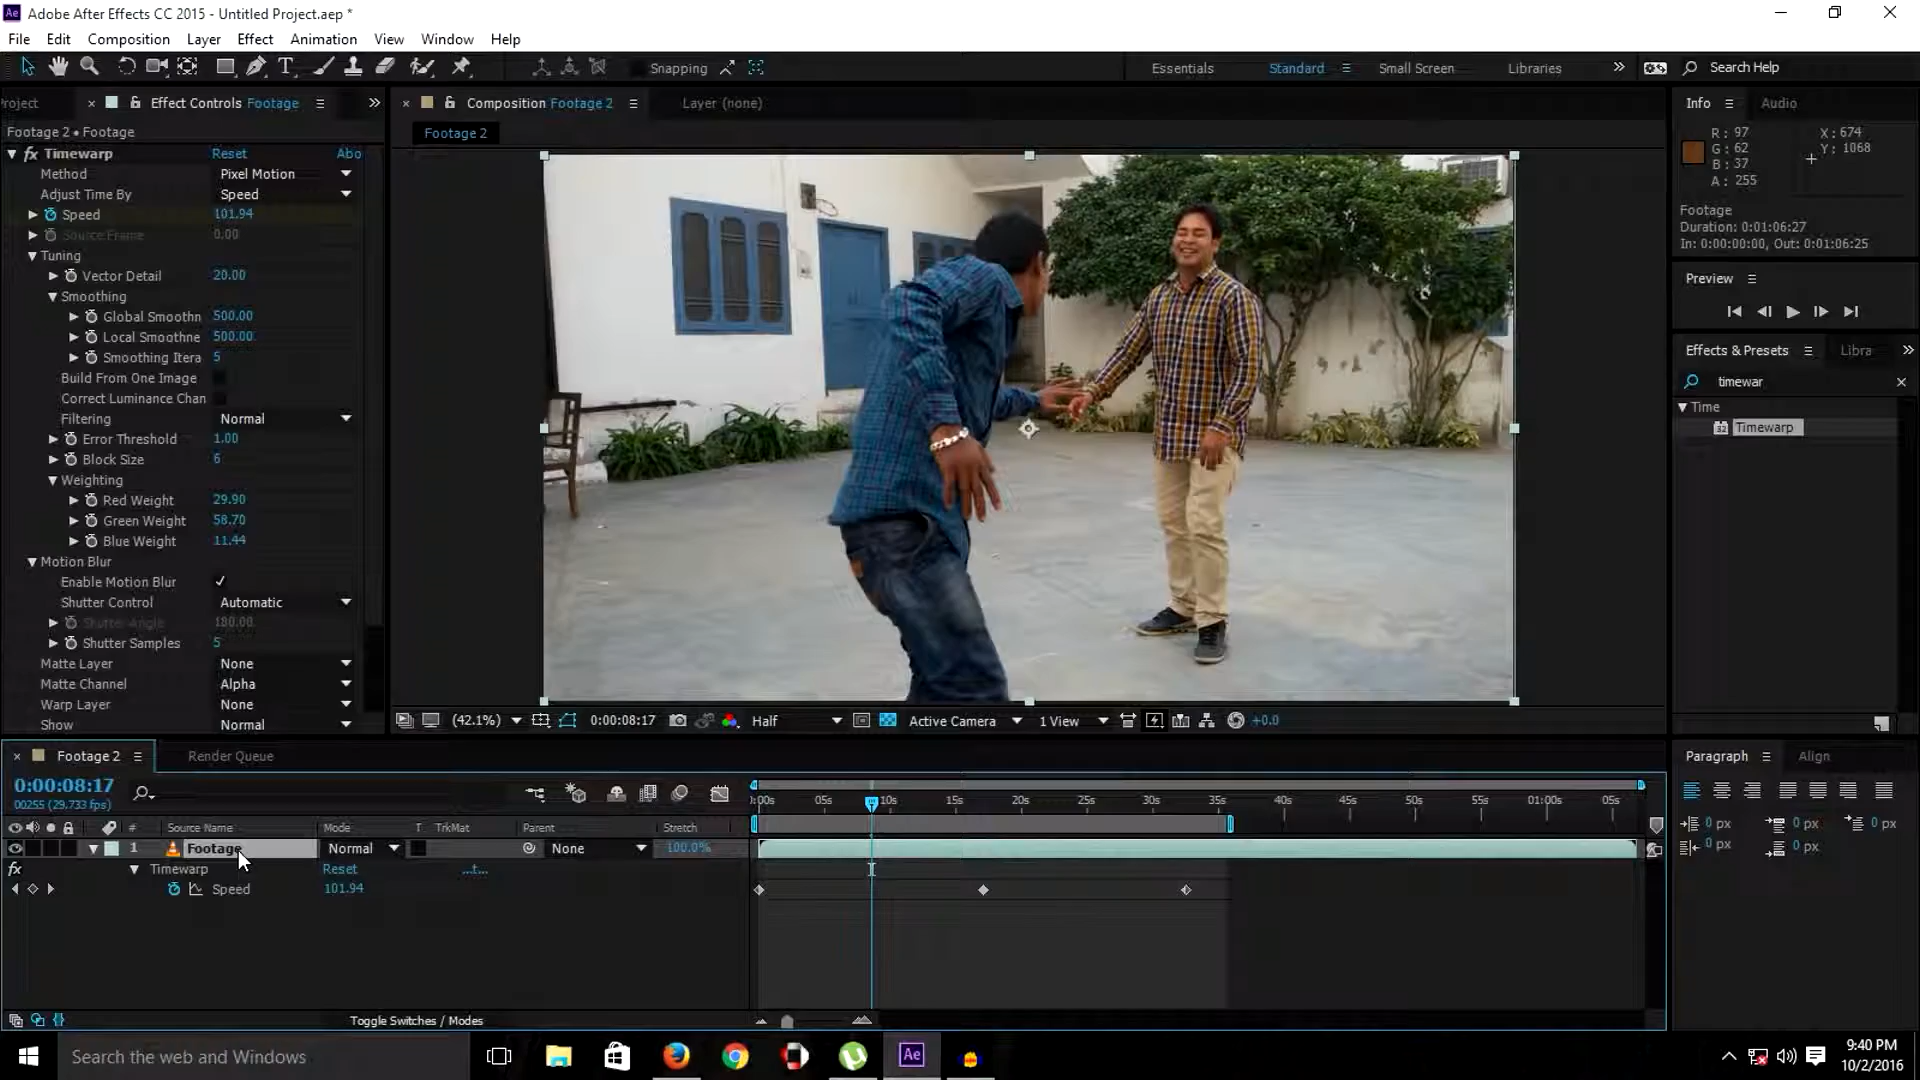 Ae Adobe After Effects CC 2015 - Untitled Project.aep *
File Edit Composition Layer Effect Animation View Window Help
Snapping Essentials Standard Small Screen Libraries Search Help
roject Effect Controls Footage
Composition Footage 2 Layer (none)
Info Audio
Footage 2 • Footage
Footage 2
R : 97 X : 674
G : 62 Y : 1068
B : 37
A : 255
fx Timewarp Reset Abo
Method Pixel Motion
Adjust Time By Speed
Speed 101.94
Source Frame 0.00
Tuning
Vector Detail 20.00
Smoothing
Global Smoothn 500.00
Local Smoothne 500.00
Smoothing Itera 5
Build From One Image
Correct Luminance Chan
Filtering Normal
Error Threshold 1.00
Block Size 6
Weighting
Red Weight 29.90
Green Weight 58.70
Blue Weight 11.44
Motion Blur
Enable Motion Blur
Shutter Control Automatic
Shutter Angle 180.00
Shutter Samples 5
Matte Layer None
Matte Channel Alpha
Warp Layer None
Show Normal
Footage
Duration: 0:01:06:27
In: 0:00:00:00, Out: 0:01:06:25
Preview
Effects & Presets Libra
timewar
Time
Timewarp
(42.1%) 0:00:08:17 Half Active Camera 1 View +0.0
Footage 2 Render Queue
0:00:08:17
00255 (29.733 fps)
):00s 05s 10s 15s 20s 25s 30s 35s 40s 45s 50s 55s 01:00s 05s
# Source Name Mode T TrkMat Parent Stretch
1 Footage Normal None 100.0%
fx Timewarp Reset
Speed 101.94
Toggle Switches / Modes
Paragraph Align
0 px 0 px 0 px
0 px 0 px
Search the web and Windows
Ae
9:40 PM
10/2/2016